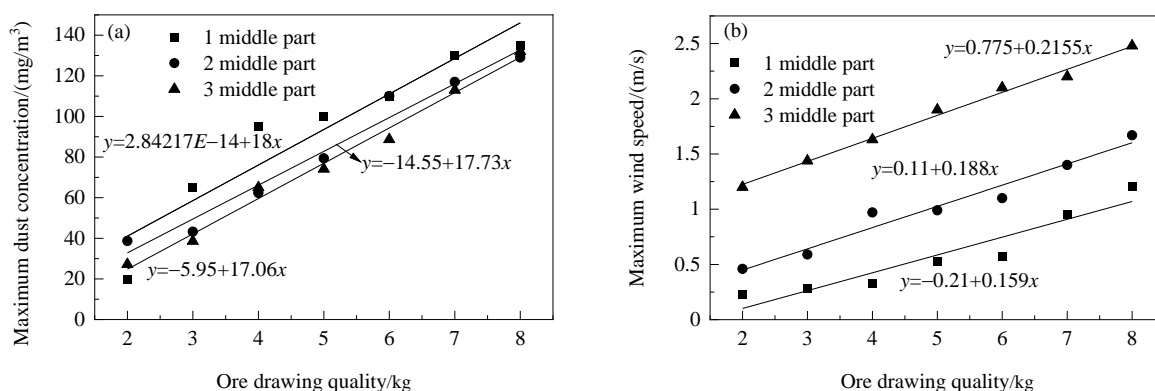 (a)
1 middle part
2 middle part
3 middle part
y=2.84217E−14+18x
y=−14.55+17.73x
y=−5.95+17.06x
140
120
100
80
60
40
20
0
2 3 4 5 6 7 8
Maximum dust concentration/(mg/m³)
Ore drawing quality/kg
(b)
y=0.775+0.2155x
1 middle part
2 middle part
3 middle part
y=0.11+0.188x
y=−0.21+0.159x
2.5
2
1.5
1
0.5
0
2 3 4 5 6 7 8
Maximum wind speed/(m/s)
Ore drawing quality/kg